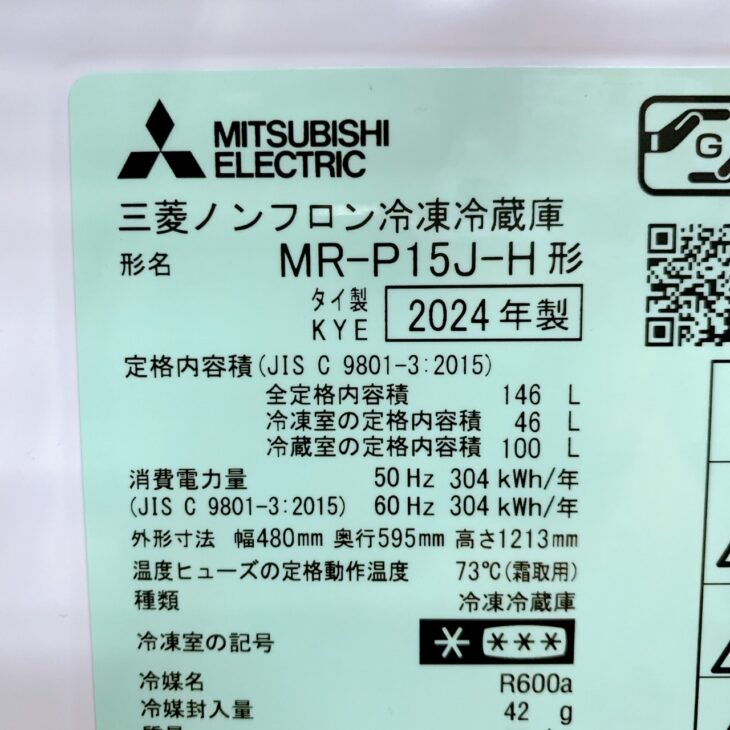 MITSUBISHI
ELECTRIC
G
三菱ノンフロン冷凍冷蔵庫
形名 MR-P15J-H形
タイ製
KYE 2024年製
定格内容積(JIS C 9801-3:2015)
全定格内容積 146 L
冷凍室の定格内容積 46 L
冷蔵室の定格内容積 100 L
消費電力量 50 Hz 304 kWh/年
(JIS C 9801-3:2015) 60 Hz 304 kWh/年
外形寸法 幅480mm 奥行595mm 高さ1213mm
温度ヒューズの定格動作温度 73℃(霜取用)
種類 冷凍冷蔵庫
冷凍室の記号
冷媒名 R600a
冷媒封入量 42 g